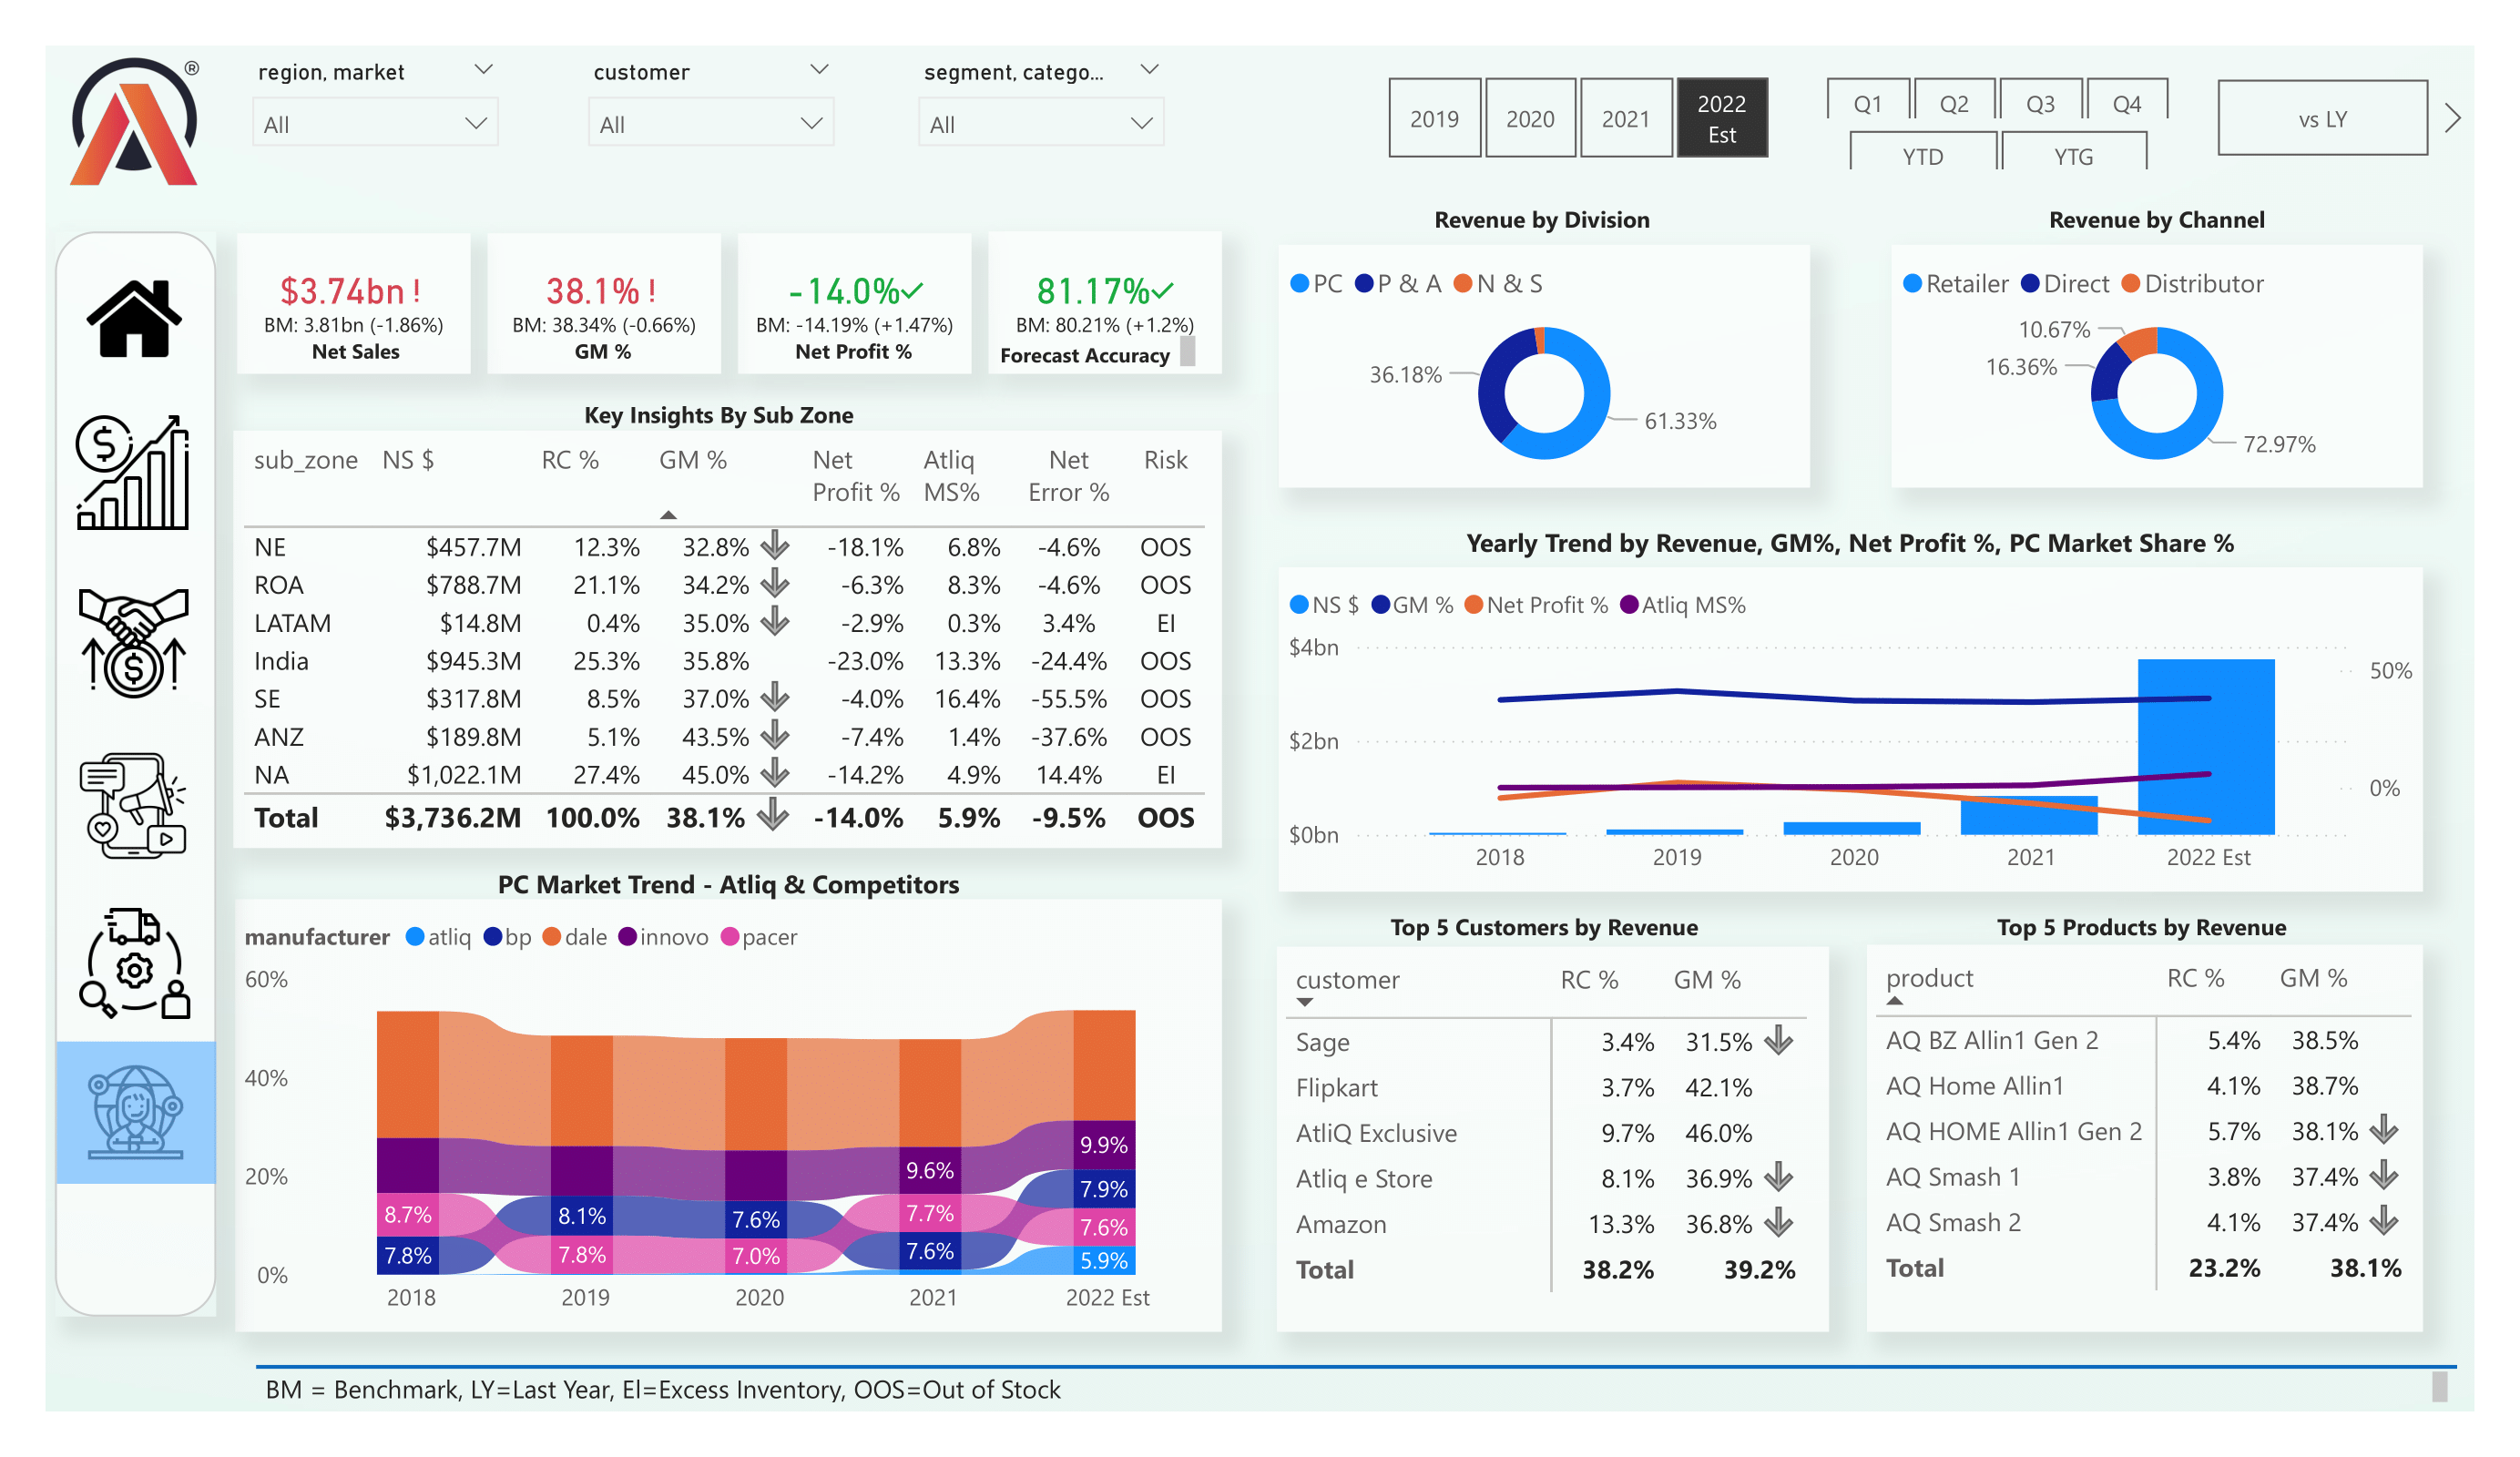 ®
region, market
customer
segment, catego...
All
All
All
2019
2020
2021
2022
Est
Q1
Q2
Q3
Q4
YTD
YTG
vs LY
$3.74bn !
BM: 3.81bn (-1.86%)
Net Sales
38.1% !
BM: 38.34% (-0.66%)
GM %
-14.0%
BM: -14.19% (+1.47%)
Net Profit %
81.17%
BM: 80.21% (+1.2%)
Forecast Accuracy
Revenue by Division
PC P & A N & S
36.18%
61.33%
Revenue by Channel
Retailer Direct Distributor
10.67%
16.36%
72.97%
Key Insights By Sub Zone
sub_zone NS $ RC % GM % Net Profit % Atliq MS% Net Error % Risk
NE $457.7M 12.3% 32.8% -18.1% 6.8% -4.6% OOS
ROA $788.7M 21.1% 34.2% -6.3% 8.3% -4.6% OOS
LATAM $14.8M 0.4% 35.0% -2.9% 0.3% 3.4% EI
India $945.3M 25.3% 35.8% -23.0% 13.3% -24.4% OOS
SE $317.8M 8.5% 37.0% -4.0% 16.4% -55.5% OOS
ANZ $189.8M 5.1% 43.5% -7.4% 1.4% -37.6% OOS
NA $1,022.1M 27.4% 45.0% -14.2% 4.9% 14.4% EI
Total $3,736.2M 100.0% 38.1% -14.0% 5.9% -9.5% OOS
Yearly Trend by Revenue, GM%, Net Profit %, PC Market Share %
NS $ GM % Net Profit % Atliq MS%
$4bn
$2bn
$0bn
50%
0%
2018 2019 2020 2021 2022 Est
PC Market Trend - Atliq & Competitors
manufacturer atliq bp dale innovo pacer
60%
40%
20%
0%
8.7%
7.8%
8.1%
7.8%
7.6%
7.0%
9.6%
7.7%
7.6%
9.9%
7.9%
7.6%
5.9%
2018 2019 2020 2021 2022 Est
Top 5 Customers by Revenue
customer RC % GM %
Sage 3.4% 31.5%
Flipkart 3.7% 42.1%
AtliQ Exclusive 9.7% 46.0%
Atliq e Store 8.1% 36.9%
Amazon 13.3% 36.8%
Total 38.2% 39.2%
Top 5 Products by Revenue
product RC % GM %
AQ BZ Allin1 Gen 2 5.4% 38.5%
AQ Home Allin1 4.1% 38.7%
AQ HOME Allin1 Gen 2 5.7% 38.1%
AQ Smash 1 3.8% 37.4%
AQ Smash 2 4.1% 37.4%
Total 23.2% 38.1%
BM = Benchmark, LY=Last Year, EI=Excess Inventory, OOS=Out of Stock